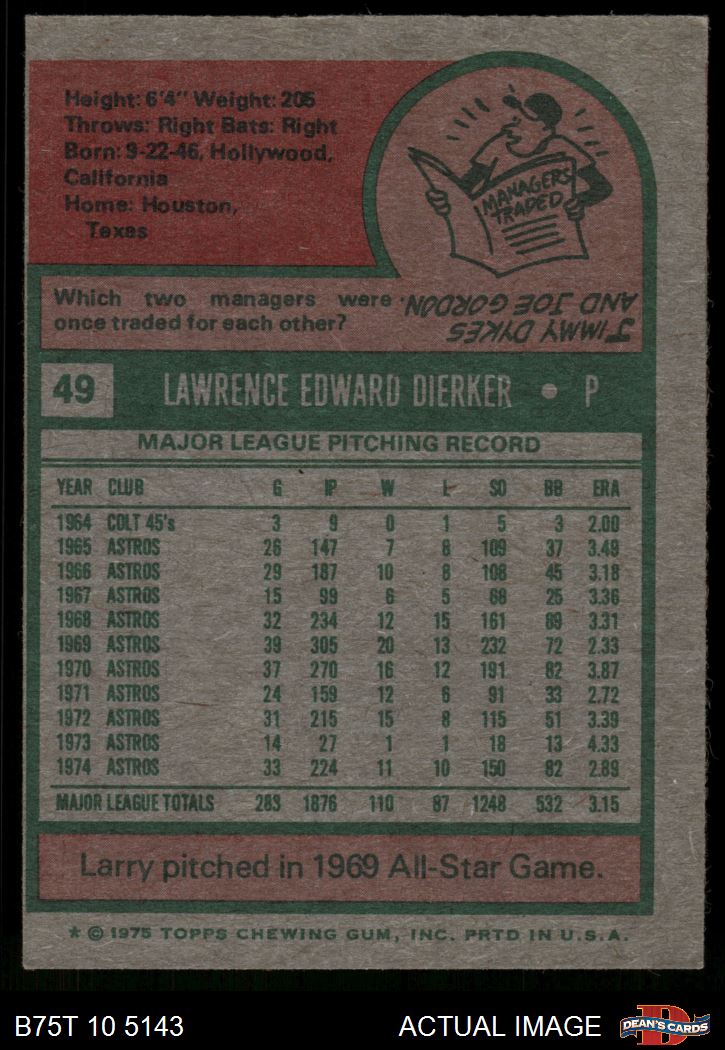 Height: 6'4" Weight: 205
Throws: Right Bats: Right
Born: 9-22-46, Hollywood,
California
Home: Houston,
Texas
MANAGERS
TRADED
Which two managers were
once traded for each other?
JIMMY DYKES
AND JOE GORDON.
49 LAWRENCE EDWARD DIERKER • P
MAJOR LEAGUE PITCHING RECORD
YEAR CLUB G IP W L SO BB ERA
1964 COLT 45's 3 9 0 1 5 3 2.00
1965 ASTROS 26 147 7 8 109 37 3.49
1966 ASTROS 29 187 10 8 108 45 3.18
1967 ASTROS 15 99 6 5 68 25 3.36
1968 ASTROS 32 234 12 15 161 89 3.31
1969 ASTROS 39 305 20 13 232 72 2.33
1970 ASTROS 37 270 16 12 191 82 3.87
1971 ASTROS 24 159 12 6 91 33 2.72
1972 ASTROS 31 215 15 8 115 51 3.39
1973 ASTROS 14 27 1 1 18 13 4.33
1974 ASTROS 33 224 11 10 150 82 2.89
MAJOR LEAGUE TOTALS 283 1876 110 87 1248 532 3.15
Larry pitched in 1969 All-Star Game.
* © 1975 TOPPS CHEWING GUM, INC. PRTD IN U.S.A.
B75T 10 5143 ACTUAL IMAGE
D
DEAN'S CARDS